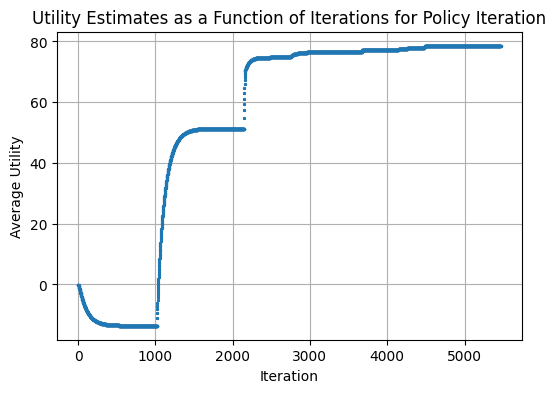 Utility Estimates as a Function of Iterations for Policy Iteration
80
60
40
20
0
Average Utility
0 1000 2000 3000 4000 5000
Iteration